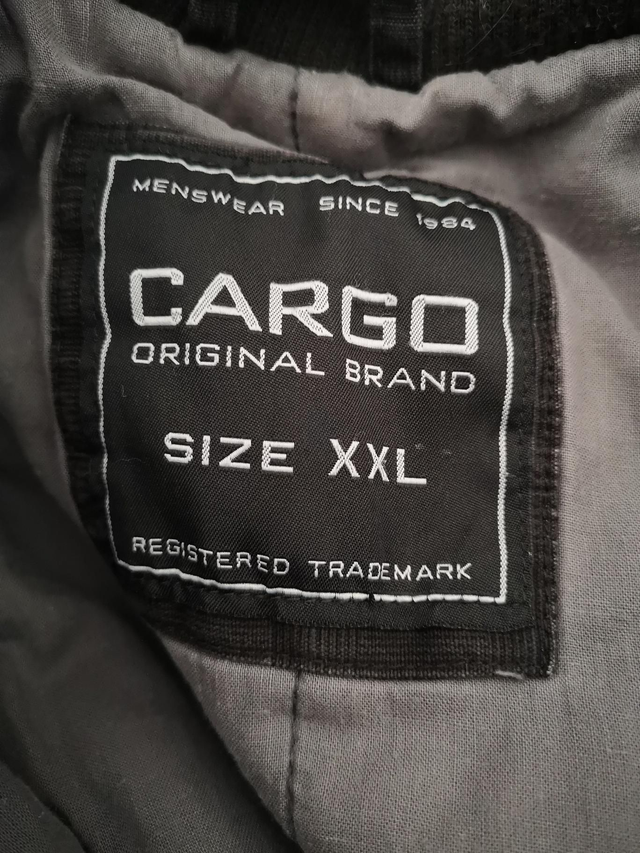 MENSWEAR SINCE 1984
CARGO
ORIGINAL BRAND
SIZE XXL
REGISTERED TRADEMARK